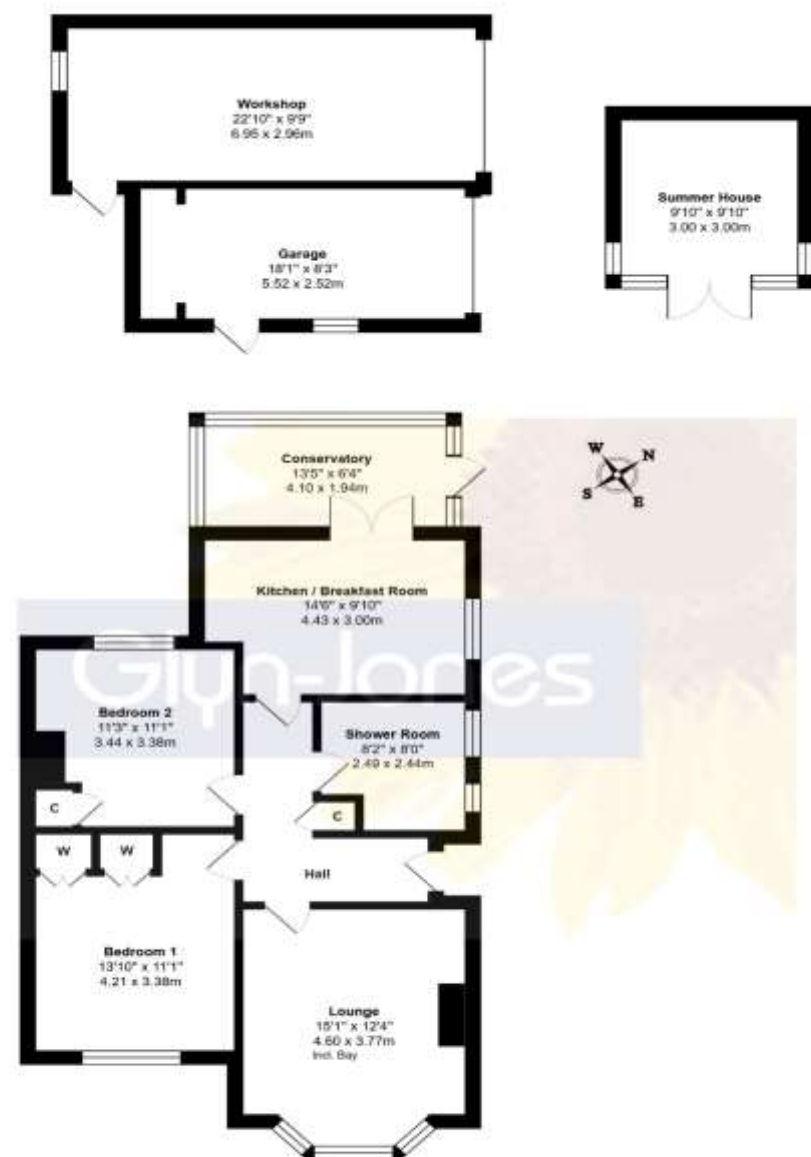 Workshop
22'10" x 9'9"
6.95 x 2.96m
Summer House
9'10" x 9'10"
3.00 x 3.00m
Garage
18'1" x 8'3"
5.52 x 2.52m
Conservatory
13'5" x 6'4"
4.10 x 1.94m
W
N
S
E
Kitchen / Breakfast Room
14'6" x 9'10"
4.43 x 3.00m
Glyn-Jones
Bedroom 2
11'3" x 11'1"
3.44 x 3.38m
Shower Room
8'2" x 8'0"
2.49 x 2.44m
C
C
W
W
Hall
Bedroom 1
13'10" x 11'1"
4.21 x 3.38m
Lounge
15'1" x 12'4"
4.60 x 3.77m
Incl. Bay